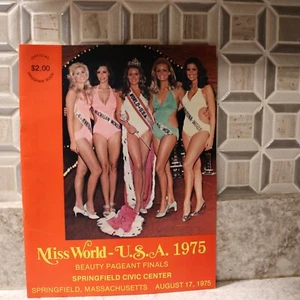 $2.00
Miss World - U.S.A. 1975
BEAUTY PAGEANT FINALS
SPRINGFIELD CIVIC CENTER
SPRINGFIELD, MASSACHUSETTS AUGUST 17, 1975